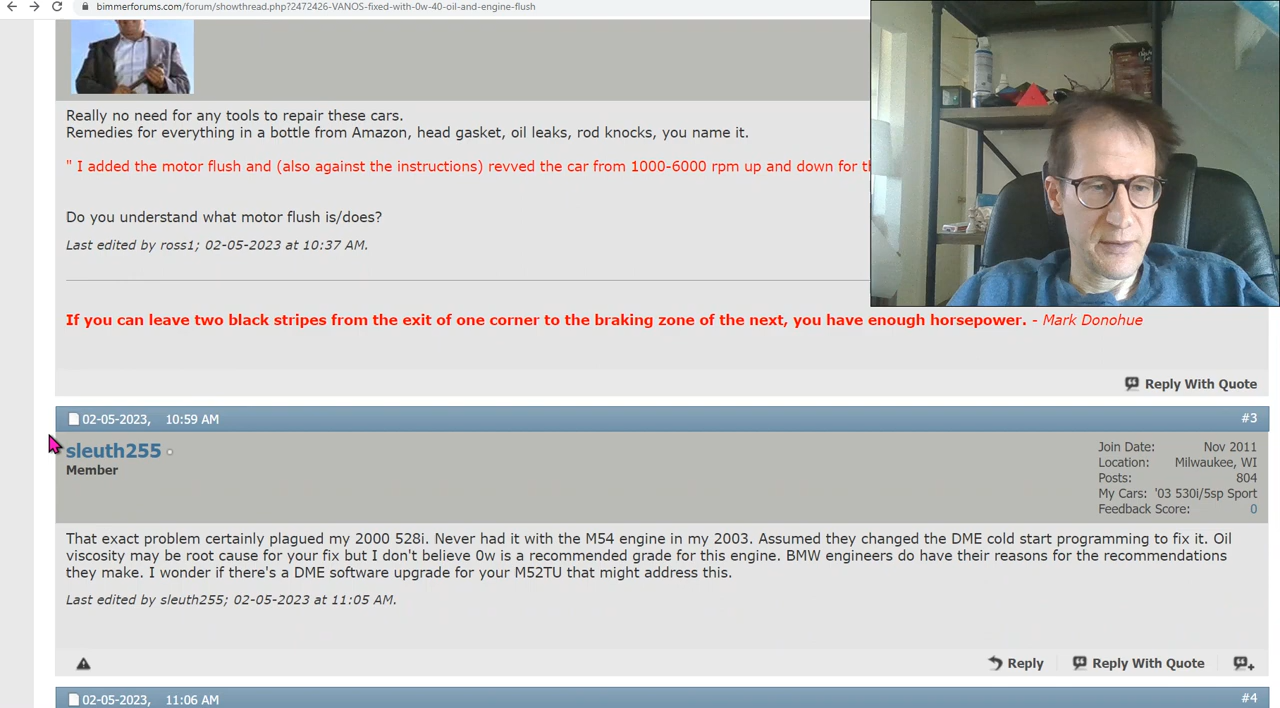 bimmerforums.com/forum/showthread.php?2472426-VANOS-fixed-with-0w-40-oil-and-engine-flush
Really no need for any tools to repair these cars.
Remedies for everything in a bottle from Amazon, head gasket, oil leaks, rod knocks, you name it.
" I added the motor flush and (also against the instructions) revved the car from 1000-6000 rpm up and down for
Do you understand what motor flush is/does?
Last edited by ross1; 02-05-2023 at 10:37 AM.
If you can leave two black stripes from the exit of one corner to the braking zone of the next, you have enough horsepower. - Mark Donohue
Reply With Quote
02-05-2023, 10:59 AM #3
sleuth255
Member
Join Date: Nov 2011
Location: Milwaukee, WI
Posts: 804
My Cars: '03 530i/5sp Sport
Feedback Score: 0
That exact problem certainly plagued my 2000 528i. Never had it with the M54 engine in my 2003. Assumed they changed the DME cold start programming to fix it. Oil
viscosity may be root cause for your fix but I don't believe 0w is a recommended grade for this engine. BMW engineers do have their reasons for the recommendations
they make. I wonder if there's a DME software upgrade for your M52TU that might address this.
Last edited by sleuth255; 02-05-2023 at 11:05 AM.
Reply Reply With Quote
02-05-2023, 11:06 AM #4